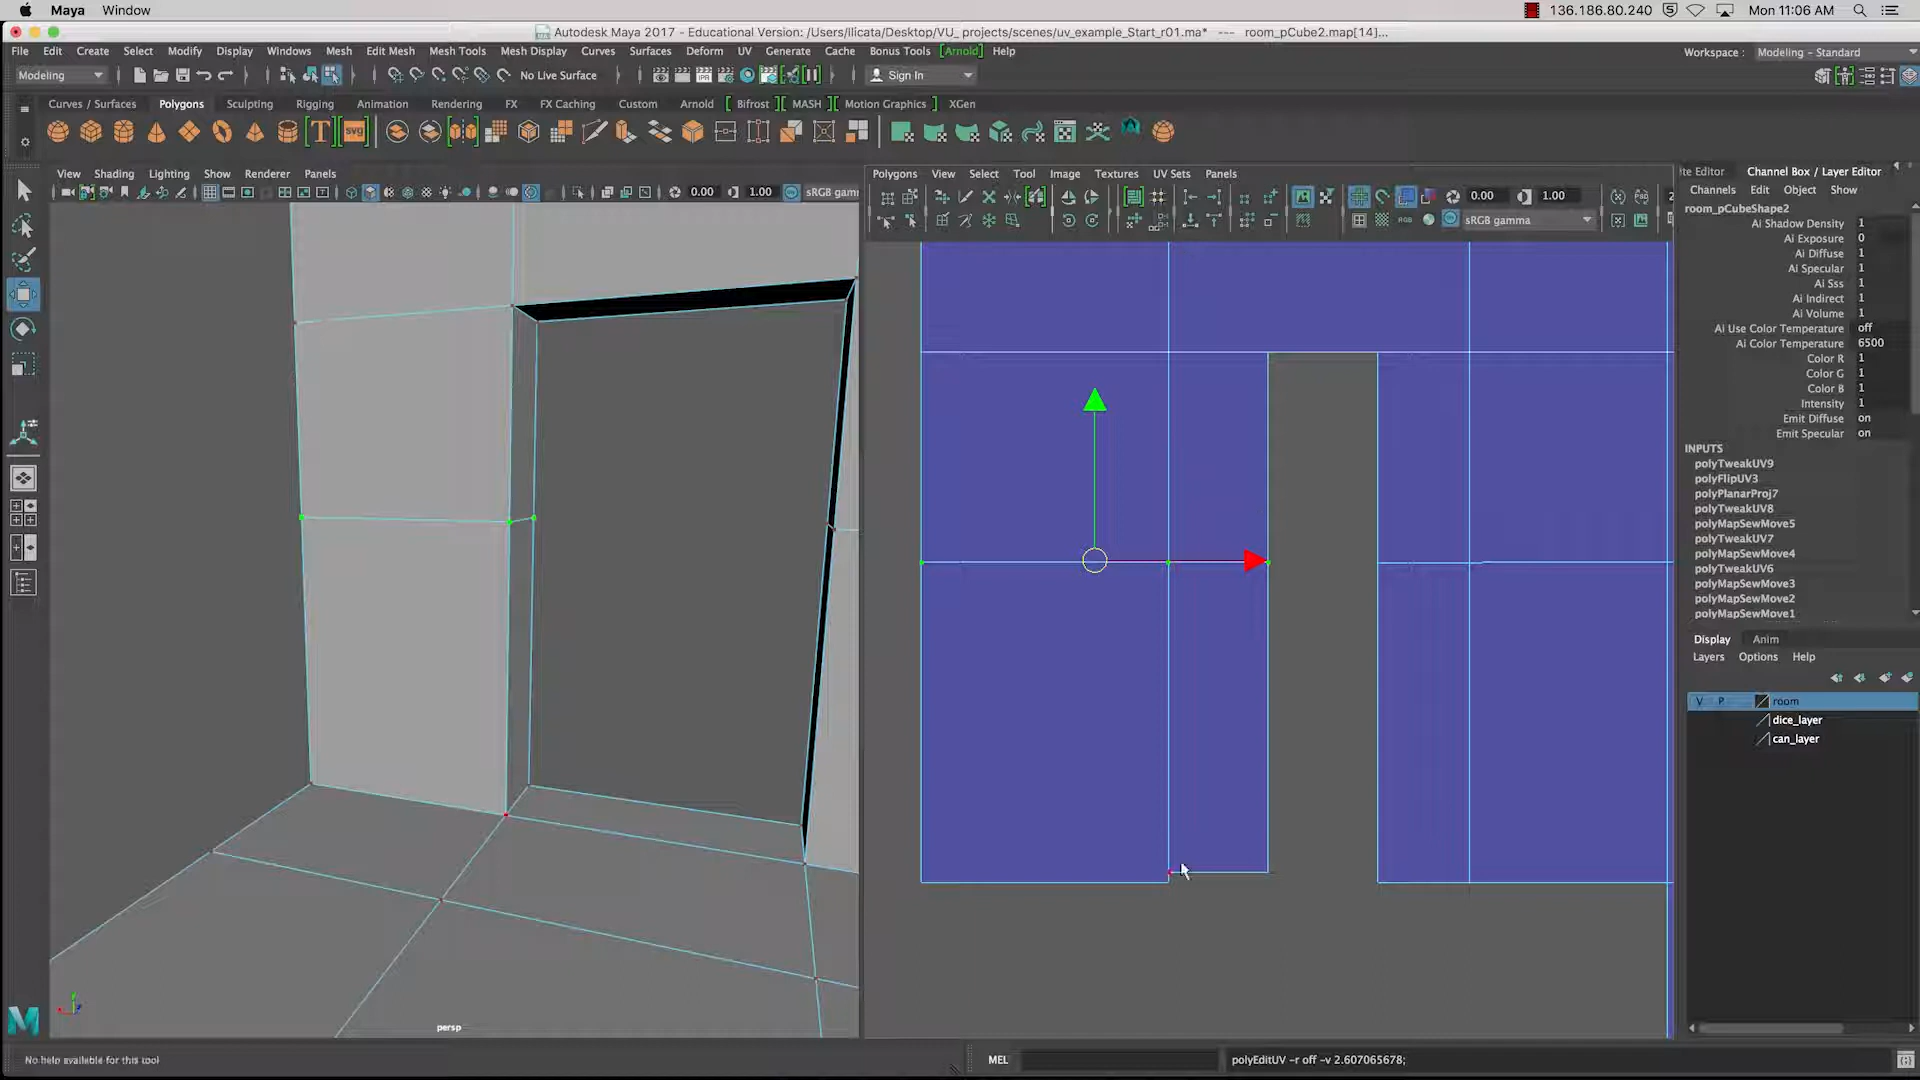 Maya Window 136.186.80.240 Mon 11:06 AM
Autodesk Maya 2017 - Educational Version: /Users/llicata/Desktop/VU_ projects/scenes/uv_example_Start_r01.ma* --- room_pCube2.map[14]...
File Edit Create Select Modify Display Windows Mesh Edit Mesh Mesh Tools Mesh Display Curves Surfaces Deform UV Generate Cache Bonus Tools [Arnold] Help Workspace : Modeling - Standard
Modeling No Live Surface Sign In
Curves / Surfaces Polygons Sculpting Rigging Animation Rendering FX FX Caching Custom Arnold [ Bifrost ] [ MASH ] [ Motion Graphics ] XGen
T SVG
View Shading Lighting Show Renderer Panels
0.00 1.00 sRGB gamm
Polygons View Select Tool Image Textures UV Sets Panels
0.00 1.00 2
RGB sRGB gamma
te Editor Channel Box / Layer Editor
Channels Edit Object Show
room_pCubeShape2
Ai Shadow Density 1
Ai Exposure 0
Ai Diffuse 1
Ai Specular 1
Ai Sss 1
Ai Indirect 1
Ai Volume 1
Ai Use Color Temperature off
Ai Color Temperature 6500
Color R 1
Color G 1
Color B 1
Intensity 1
Emit Diffuse on
Emit Specular on
INPUTS
polyTweakUV9
polyFlipUV3
polyPlanarProj7
polyTweakUV8
polyMapSewMove5
polyTweakUV7
polyMapSewMove4
polyTweakUV6
polyMapSewMove3
polyMapSewMove2
polyMapSewMove1
Display Anim
Layers Options Help
V P room
dice_layer
can_layer
persp
No help available for this tool
MEL polyEditUV -r off -v 2.607065678;